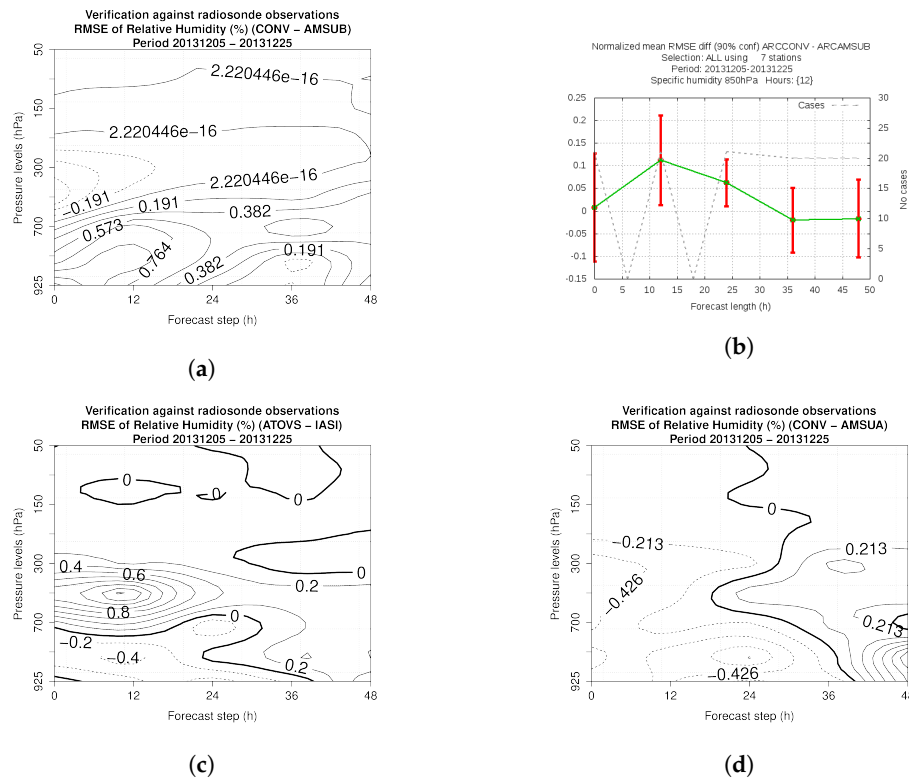 Verification against radiosonde observations
RMSE of Relative Humidity (%) (CONV − AMSUB)
Period 20131205 − 20131225
Pressure levels (hPa)
50
150
300
700
925
2.220446e−16
2.220446e−16
2.220446e−16
−0.191
0.191
0.382
0.573
0.764
0.382
0.191
0 12 24 36 48
Forecast step (h)
(a)
Normalized mean RMSE diff (90% conf) ARCCONV - ARCAMSUB
Selection: ALL using 7 stations
Period: 20131205-20131225
Specific humidity 850hPa Hours: {12}
Cases
0.25
0.2
0.15
0.1
0.05
0
-0.05
-0.1
-0.15
30
25
20
15
10
5
0
No cases
0 5 10 15 20 25 30 35 40 45 50
Forecast length (h)
(b)
Verification against radiosonde observations
RMSE of Relative Humidity (%) (ATOVS − IASI)
Period 20131205 − 20131225
Pressure levels (hPa)
50
150
300
700
925
0
0
0
0
0.4
0.6
0.2
0.8
0
−0.2
−0.4
0.2
0 12 24 36 48
Forecast step (h)
(c)
Verification against radiosonde observations
RMSE of Relative Humidity (%) (CONV − AMSUA)
Period 20131205 − 20131225
Pressure levels (hPa)
50
150
300
700
925
0
−0.213
0.213
−0.426
0.213
−0.426
0 12 24 36 48
Forecast step (h)
(d)